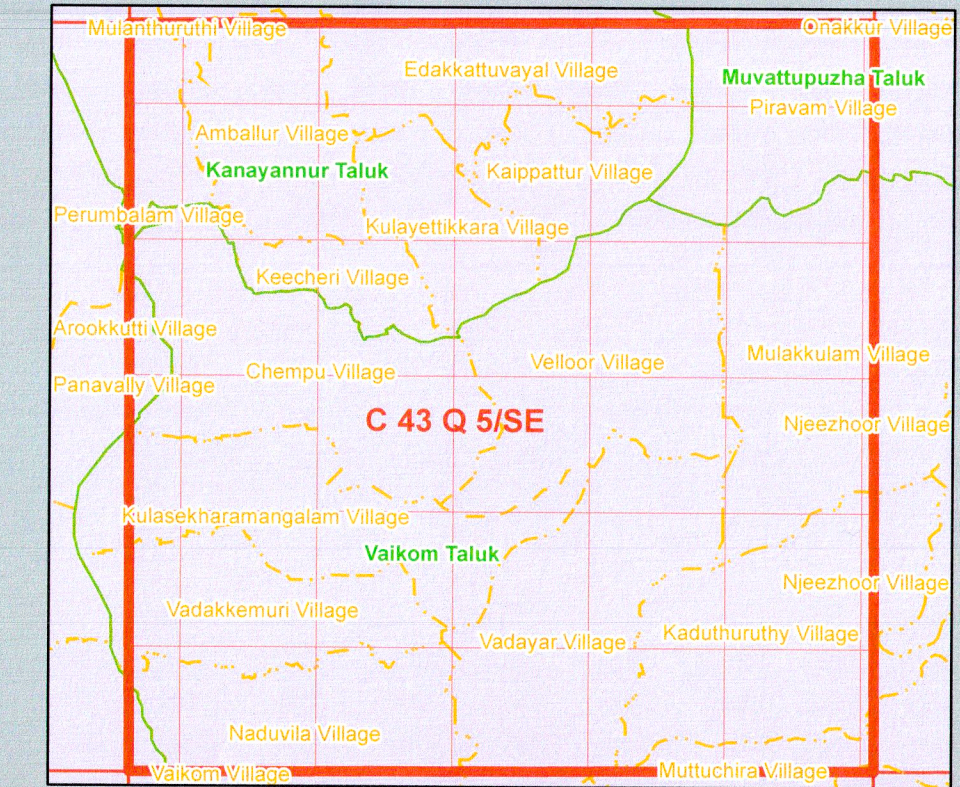 Mulanthuruthi Village
Onakkur Village
Edakkattuvayal Village
Muvattupuzha Taluk
Piravam Village
Amballur Village
Kanayannur Taluk
Kaippattur Village
Perumbalam Village
Kulayettikkara Village
Keecheri Village
Arookkutti Village
Mulakkulam Village
Velloor Village
Chempu Village
Panavally Village
C 43 Q 5/SE
Njeezhoor Village
Kulasekharamangalam Village
Vaikom Taluk
Njeezhoor Village
Vadakkemuri Village
Kaduthuruthy Village
Vadayar Village
Naduvila Village
Vaikom Village
Muttuchira Village